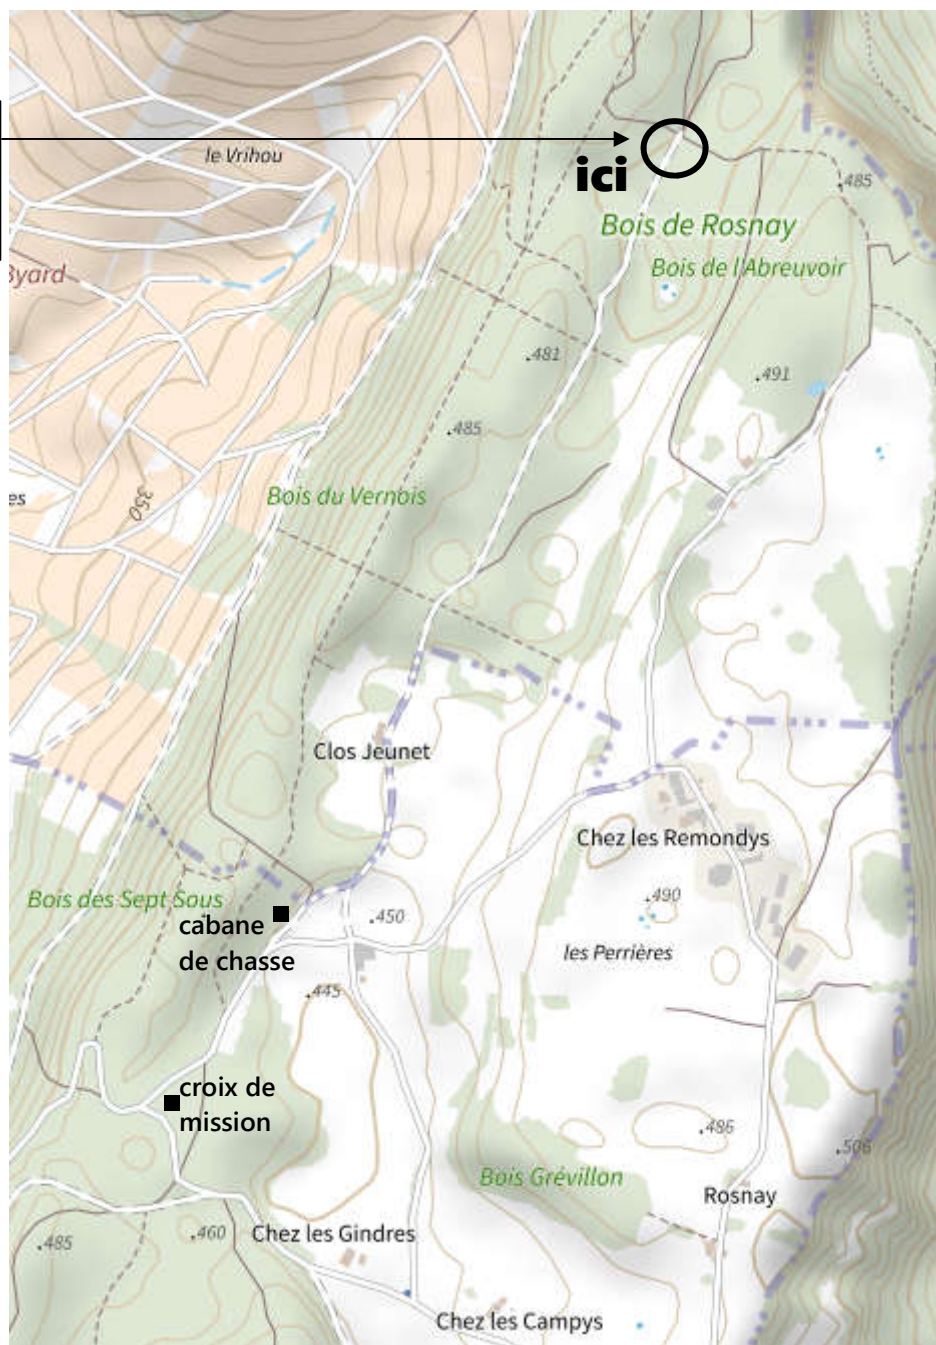 le Vrihou
ici
.485
Bois de Rosnay
Byard
Bois de l'Abreuvoir
.481
.491
.485
es
350
Bois du Vernois
Clos Jeunet
Chez les Remondys
Bois des Sept Sous
.490
cabane
de chasse
.450
les Perrières
.445
croix de
mission
.486
.506
Bois Grévillon
Rosnay
.485
.460
Chez les Gindres
Chez les Campys